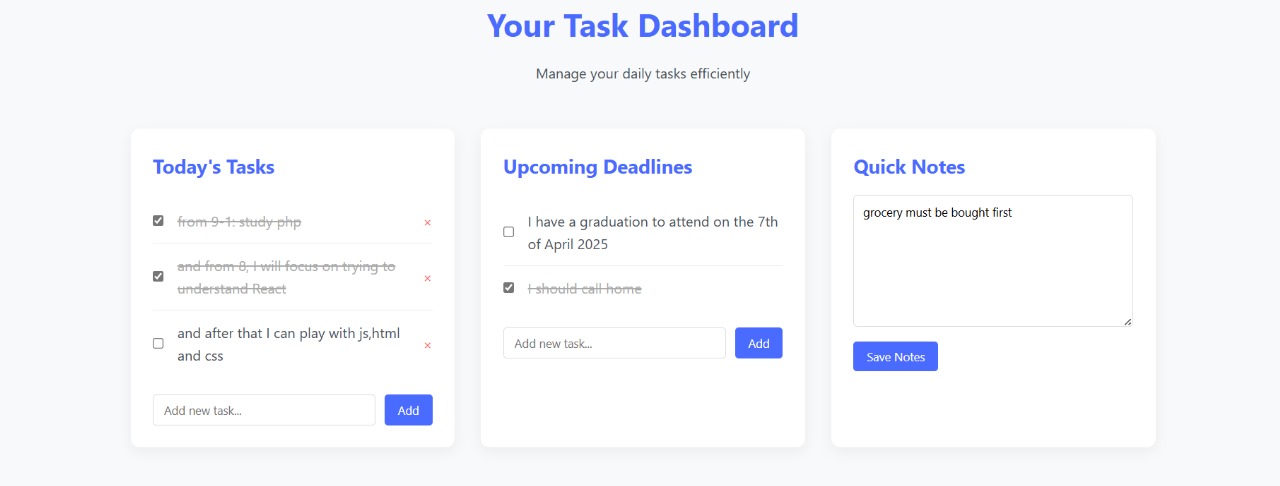 Your Task Dashboard
Manage your daily tasks efficiently
Today's Tasks
from 9-1: study php
×
and from 8, I will focus on trying to
understand React
×
and after that I can play with js,html
and css
×
Add new task...
Add
Upcoming Deadlines
I have a graduation to attend on the 7th
of April 2025
I should call home
Add new task...
Add
Quick Notes
grocery must be bought first
Save Notes